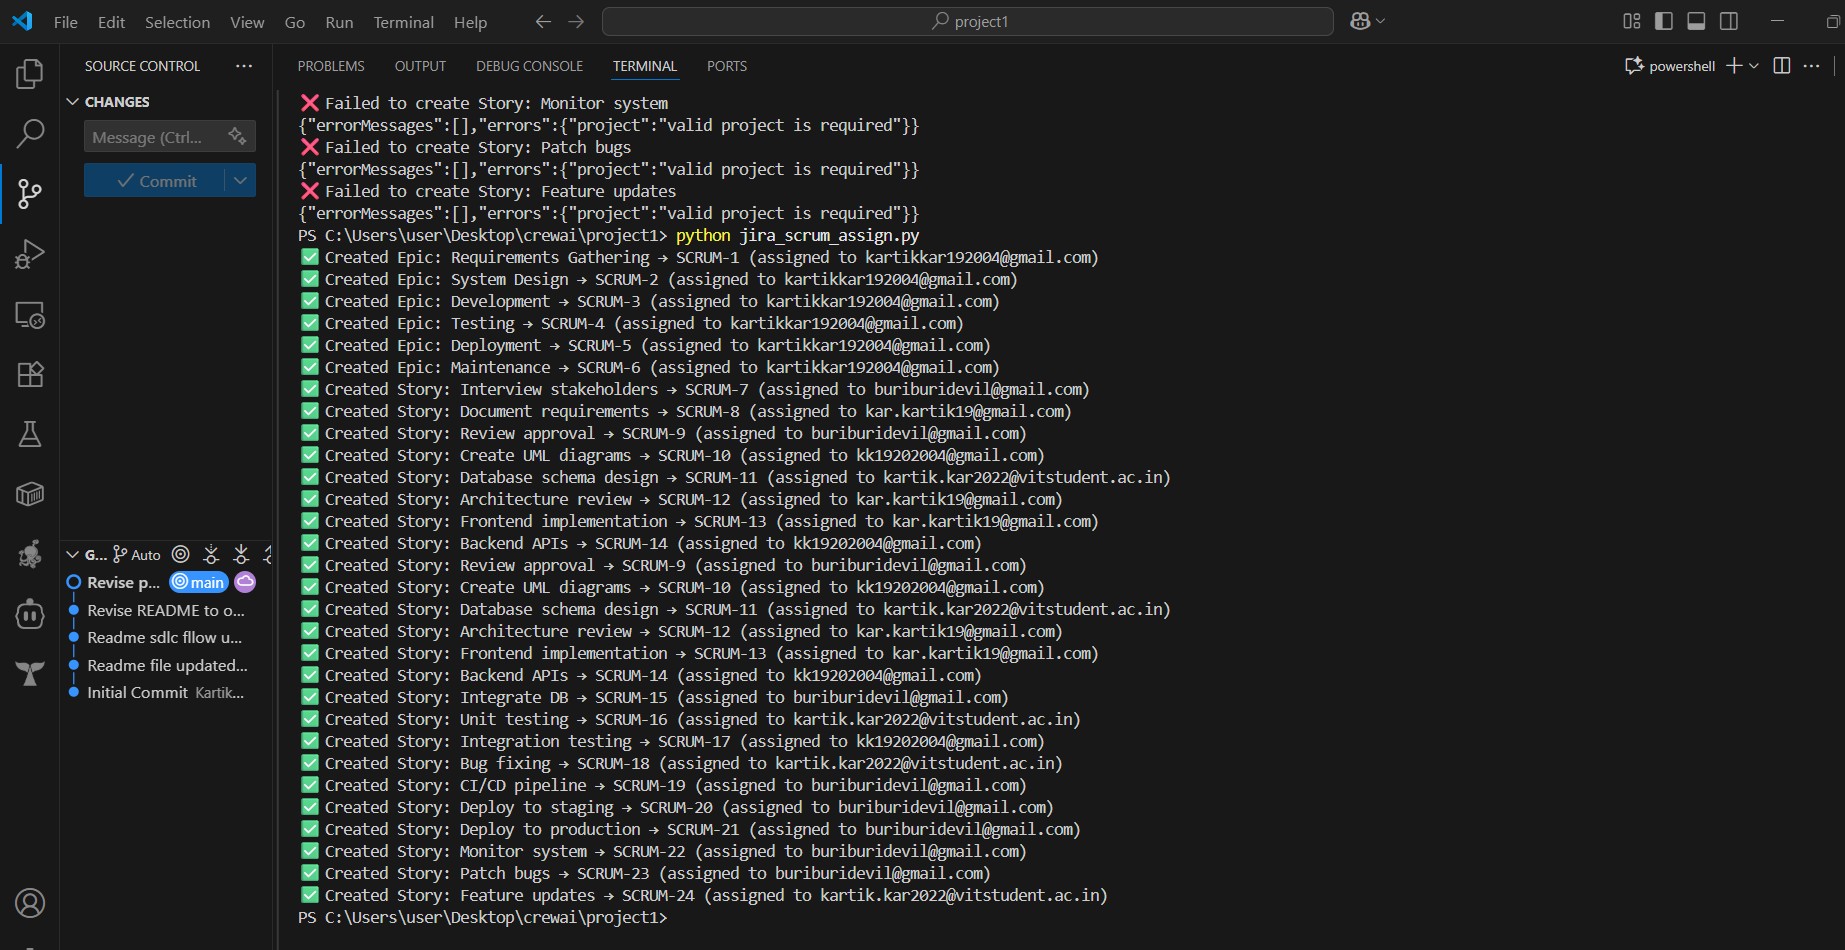 File Edit Selection View Go Run Terminal Help project1
SOURCE CONTROL
CHANGES
Message (Ctrl...
Commit
G... Auto
Revise p... main
Revise README to o...
Readme sdlc fllow u...
Readme file updated...
Initial Commit Kartik...
PROBLEMS OUTPUT DEBUG CONSOLE TERMINAL PORTS powershell
❌ Failed to create Story: Monitor system
{"errorMessages":[],"errors":{"project":"valid project is required"}}
❌ Failed to create Story: Patch bugs
{"errorMessages":[],"errors":{"project":"valid project is required"}}
❌ Failed to create Story: Feature updates
{"errorMessages":[],"errors":{"project":"valid project is required"}}
PS C:\Users\user\Desktop\crewai\project1> python jira_scrum_assign.py
✅ Created Epic: Requirements Gathering → SCRUM-1 (assigned to kartikkar192004@gmail.com)
✅ Created Epic: System Design → SCRUM-2 (assigned to kartikkar192004@gmail.com)
✅ Created Epic: Development → SCRUM-3 (assigned to kartikkar192004@gmail.com)
✅ Created Epic: Testing → SCRUM-4 (assigned to kartikkar192004@gmail.com)
✅ Created Epic: Deployment → SCRUM-5 (assigned to kartikkar192004@gmail.com)
✅ Created Epic: Maintenance → SCRUM-6 (assigned to kartikkar192004@gmail.com)
✅ Created Story: Interview stakeholders → SCRUM-7 (assigned to buriburidevil@gmail.com)
✅ Created Story: Document requirements → SCRUM-8 (assigned to kar.kartik19@gmail.com)
✅ Created Story: Review approval → SCRUM-9 (assigned to buriburidevil@gmail.com)
✅ Created Story: Create UML diagrams → SCRUM-10 (assigned to kk19202004@gmail.com)
✅ Created Story: Database schema design → SCRUM-11 (assigned to kartik.kar2022@vitstudent.ac.in)
✅ Created Story: Architecture review → SCRUM-12 (assigned to kar.kartik19@gmail.com)
✅ Created Story: Frontend implementation → SCRUM-13 (assigned to kar.kartik19@gmail.com)
✅ Created Story: Backend APIs → SCRUM-14 (assigned to kk19202004@gmail.com)
✅ Created Story: Review approval → SCRUM-9 (assigned to buriburidevil@gmail.com)
✅ Created Story: Create UML diagrams → SCRUM-10 (assigned to kk19202004@gmail.com)
✅ Created Story: Database schema design → SCRUM-11 (assigned to kartik.kar2022@vitstudent.ac.in)
✅ Created Story: Architecture review → SCRUM-12 (assigned to kar.kartik19@gmail.com)
✅ Created Story: Frontend implementation → SCRUM-13 (assigned to kar.kartik19@gmail.com)
✅ Created Story: Backend APIs → SCRUM-14 (assigned to kk19202004@gmail.com)
✅ Created Story: Integrate DB → SCRUM-15 (assigned to buriburidevil@gmail.com)
✅ Created Story: Unit testing → SCRUM-16 (assigned to kartik.kar2022@vitstudent.ac.in)
✅ Created Story: Integration testing → SCRUM-17 (assigned to kk19202004@gmail.com)
✅ Created Story: Bug fixing → SCRUM-18 (assigned to kartik.kar2022@vitstudent.ac.in)
✅ Created Story: CI/CD pipeline → SCRUM-19 (assigned to buriburidevil@gmail.com)
✅ Created Story: Deploy to staging → SCRUM-20 (assigned to buriburidevil@gmail.com)
✅ Created Story: Deploy to production → SCRUM-21 (assigned to buriburidevil@gmail.com)
✅ Created Story: Monitor system → SCRUM-22 (assigned to buriburidevil@gmail.com)
✅ Created Story: Patch bugs → SCRUM-23 (assigned to buriburidevil@gmail.com)
✅ Created Story: Feature updates → SCRUM-24 (assigned to kartik.kar2022@vitstudent.ac.in)
PS C:\Users\user\Desktop\crewai\project1>